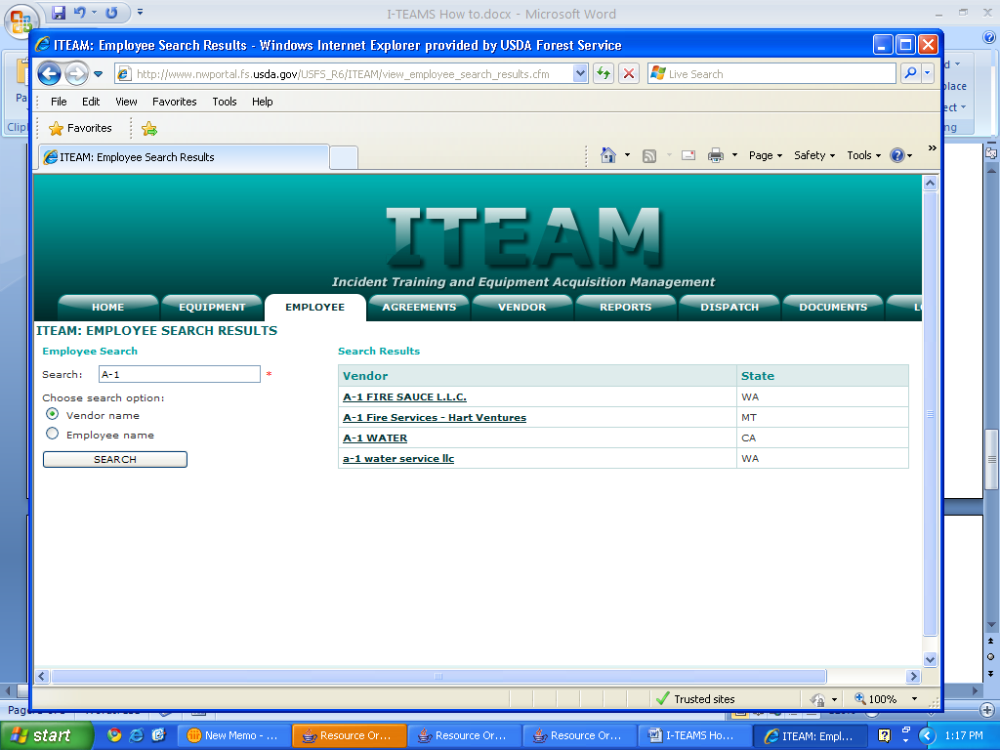 I-TEAMS How to.docx - Microsoft Word
ITEAM: Employee Search Results - Windows Internet Explorer provided by USDA Forest Service
http://www.nwportal.fs.usda.gov/USFS_R6/ITEAM/view_employee_search_results.cfm
Live Search
File Edit View Favorites Tools Help
Favorites
ITEAM: Employee Search Results
Page Safety Tools
ITEAM
Incident Training and Equipment Acquisition Management
HOME EQUIPMENT EMPLOYEE AGREEMENTS VENDOR REPORTS DISPATCH DOCUMENTS
ITEAM: EMPLOYEE SEARCH RESULTS
Employee Search
Search: A-1 *
Choose search option:
Vendor name
Employee name
SEARCH
Search Results
Vendor State
A-1 FIRE SAUCE L.L.C. WA
A-1 Fire Services - Hart Ventures MT
A-1 WATER CA
a-1 water service llc WA
Trusted sites
100%
start
New Memo - ...
Resource Or...
Resource Or...
Resource Or...
I-TEAMS Ho...
ITEAM: Empl...
1:17 PM